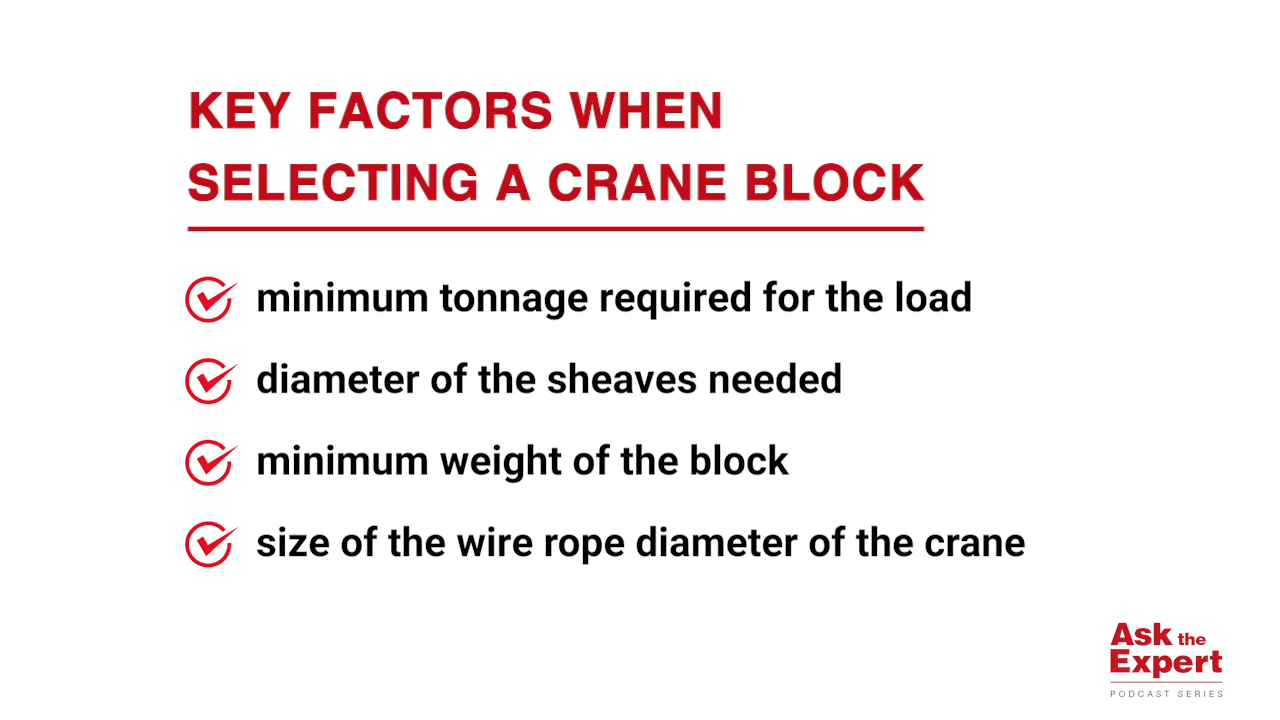 KEY FACTORS WHEN
SELECTING A CRANE BLOCK
minimum tonnage required for the load
diameter of the sheaves needed
minimum weight of the block
size of the wire rope diameter of the crane
Ask the
Expert
PODCAST SERIES